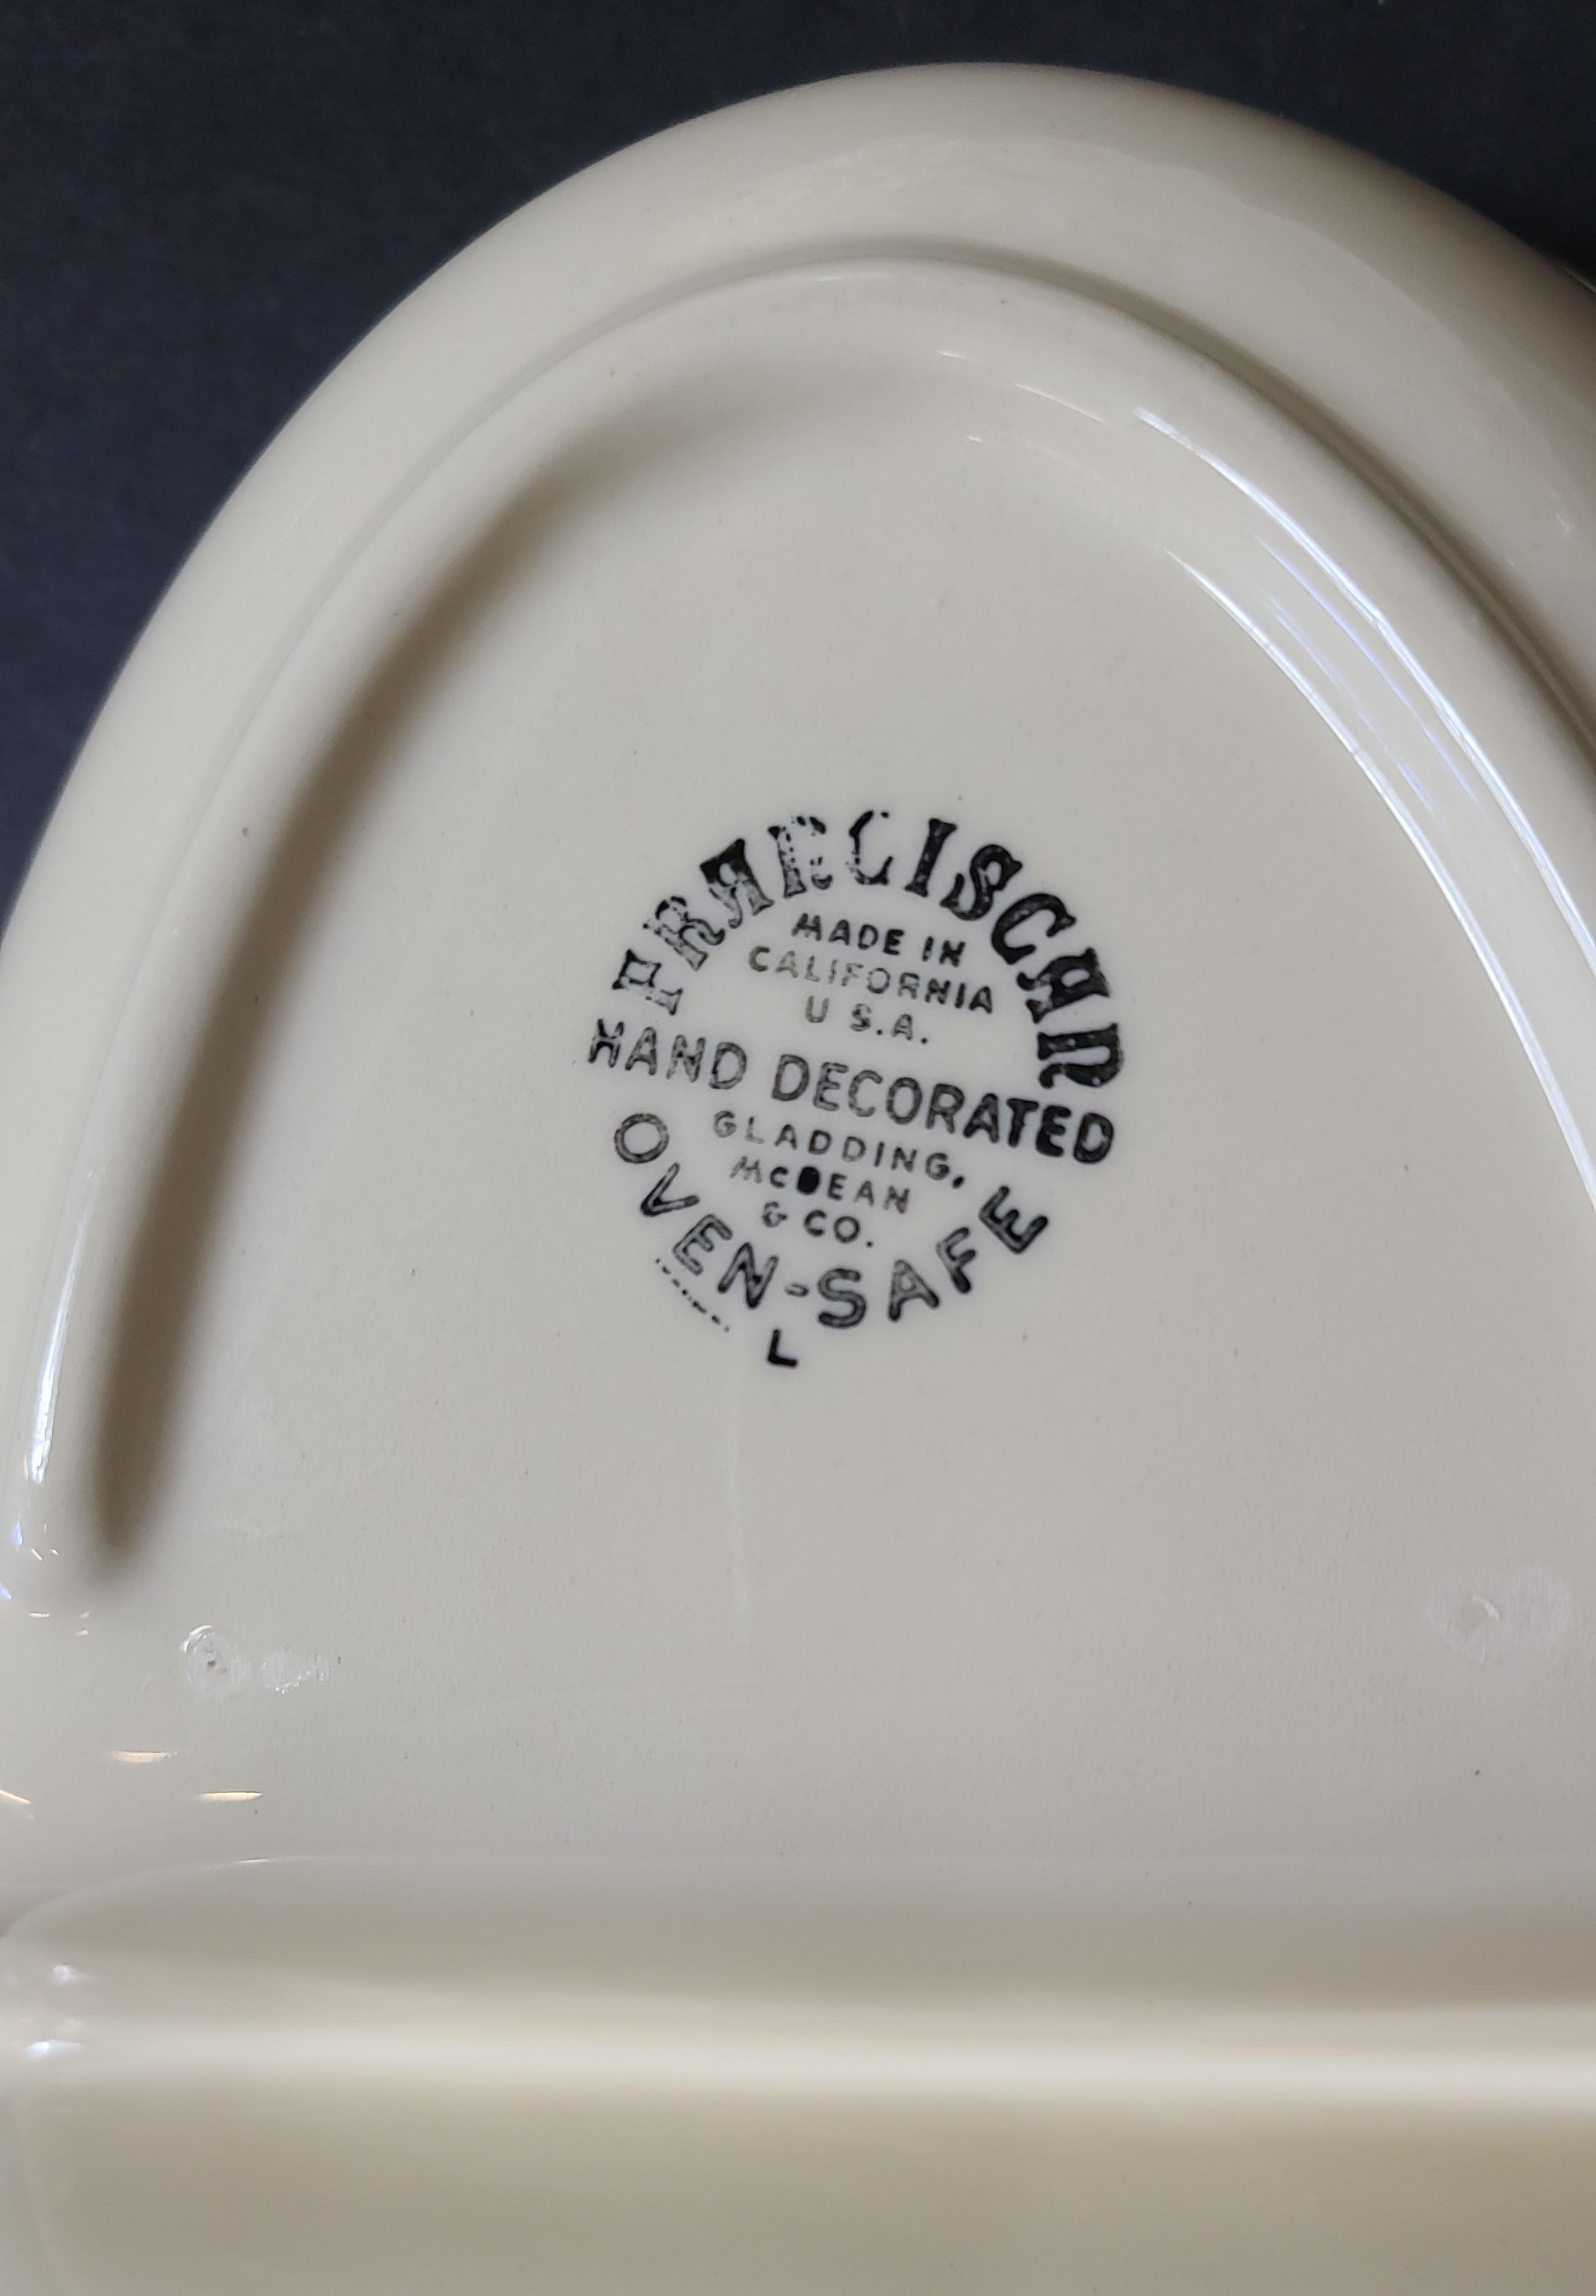 FRANCISCAN
MADE IN
CALIFORNIA
U.S.A.
HAND DECORATED
GLADDING,
McBEAN
& CO.
OVEN-SAFE
L